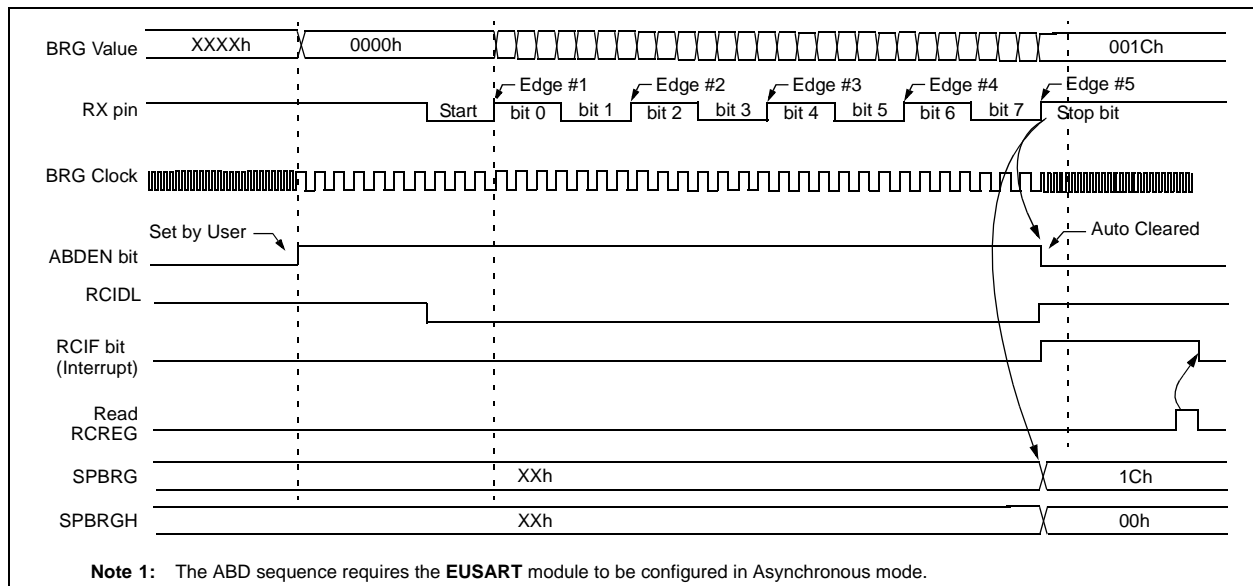 BRG Value XXXXh 0000h 001Ch
Edge #1 Edge #2 Edge #3 Edge #4 Edge #5
RX pin Start bit 0 bit 1 bit 2 bit 3 bit 4 bit 5 bit 6 bit 7 Stop bit
BRG Clock
Set by User Auto Cleared
ABDEN bit
RCIDL
RCIF bit
(Interrupt)
Read
RCREG
SPBRG XXh 1Ch
SPBRGH XXh 00h
Note 1: The ABD sequence requires the EUSART module to be configured in Asynchronous mode.